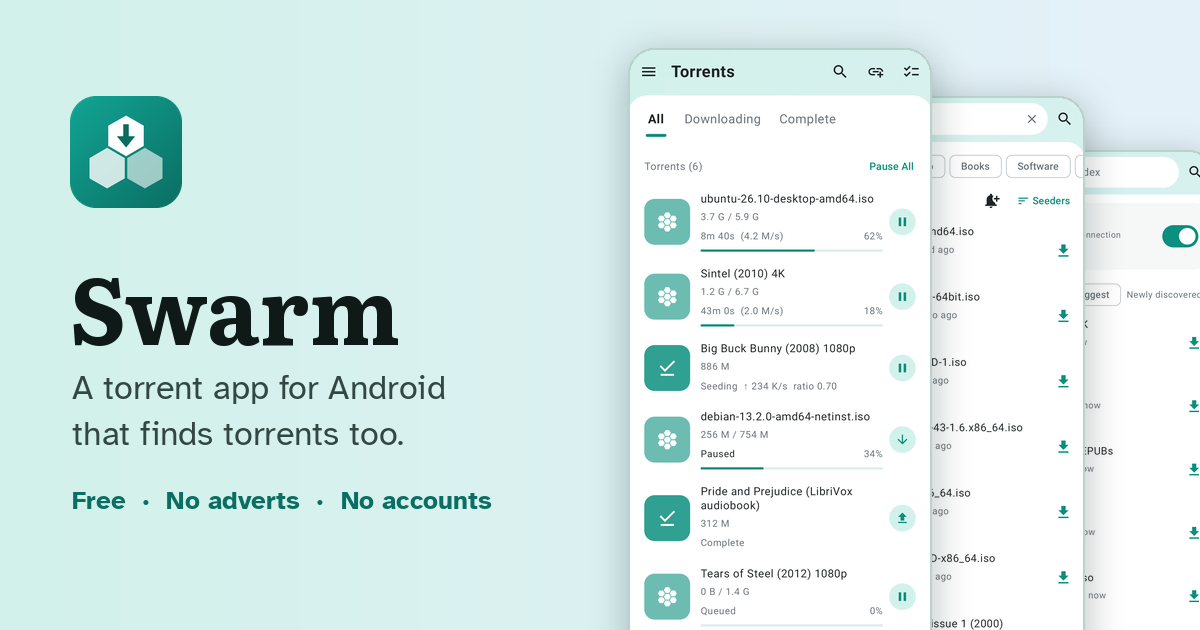 Swarm
A torrent app for Android
that finds torrents too.
Free · No adverts · No accounts
Torrents
All Downloading Complete
Torrents (6) Pause All
ubuntu-26.10-desktop-amd64.iso
3.7 G / 5.9 G
8m 40s (4.2 M/s) 62%
Sintel (2010) 4K
1.2 G / 6.7 G
43m 0s (2.0 M/s) 18%
Big Buck Bunny (2008) 1080p
886 M
Seeding ↑ 234 K/s ratio 0.70
debian-13.2.0-amd64-netinst.iso
256 M / 754 M
Paused 34%
Pride and Prejudice (LibriVox
audiobook)
312 M
Complete
Tears of Steel (2012) 1080p
0 B / 1.4 G
Queued 0%
Books Software
Seeders
nd64.iso
ago
-64bit.iso
ago
D-1.iso
ago
-43-1.6.x86_64.iso
ago
_64.iso
ago
-x86_64.iso
ago
issue 1 (2000)
dex
nnection
ggest Newly discovered
K
now
EPUBs
ow
ow
so
now